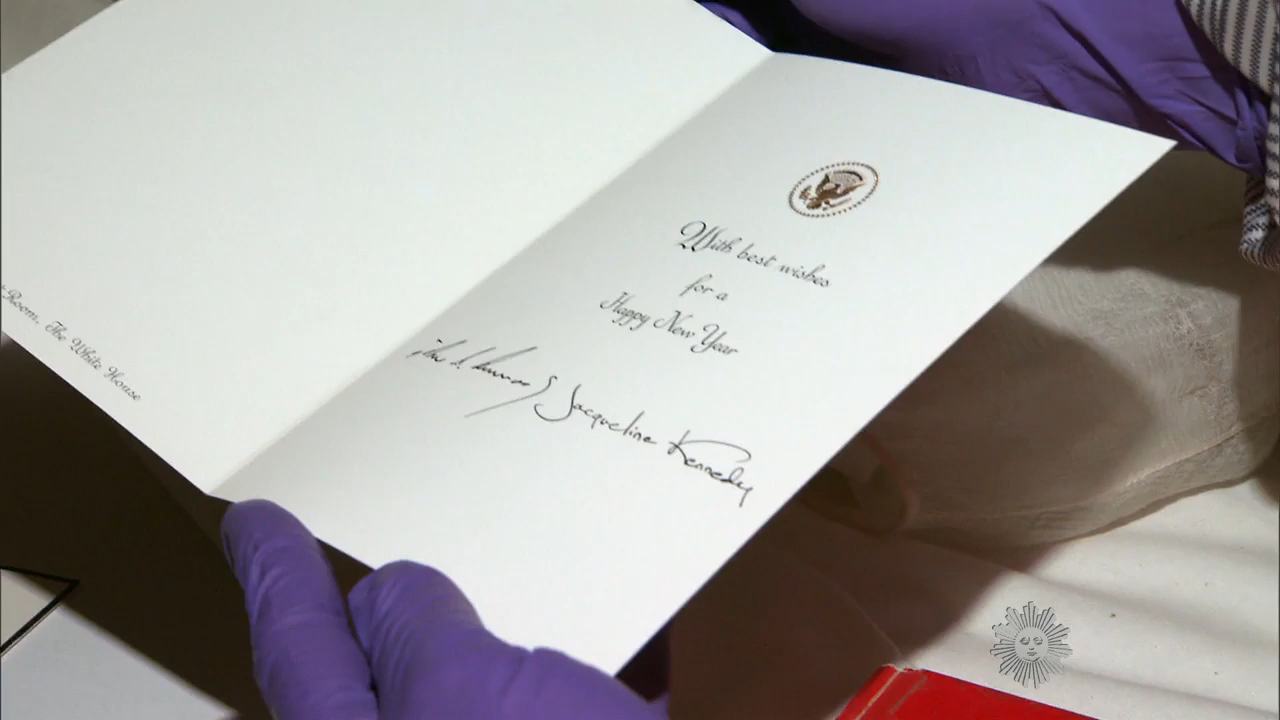 Room, The White House
With best wishes
for a
Happy New Year
Jacqueline Kennedy